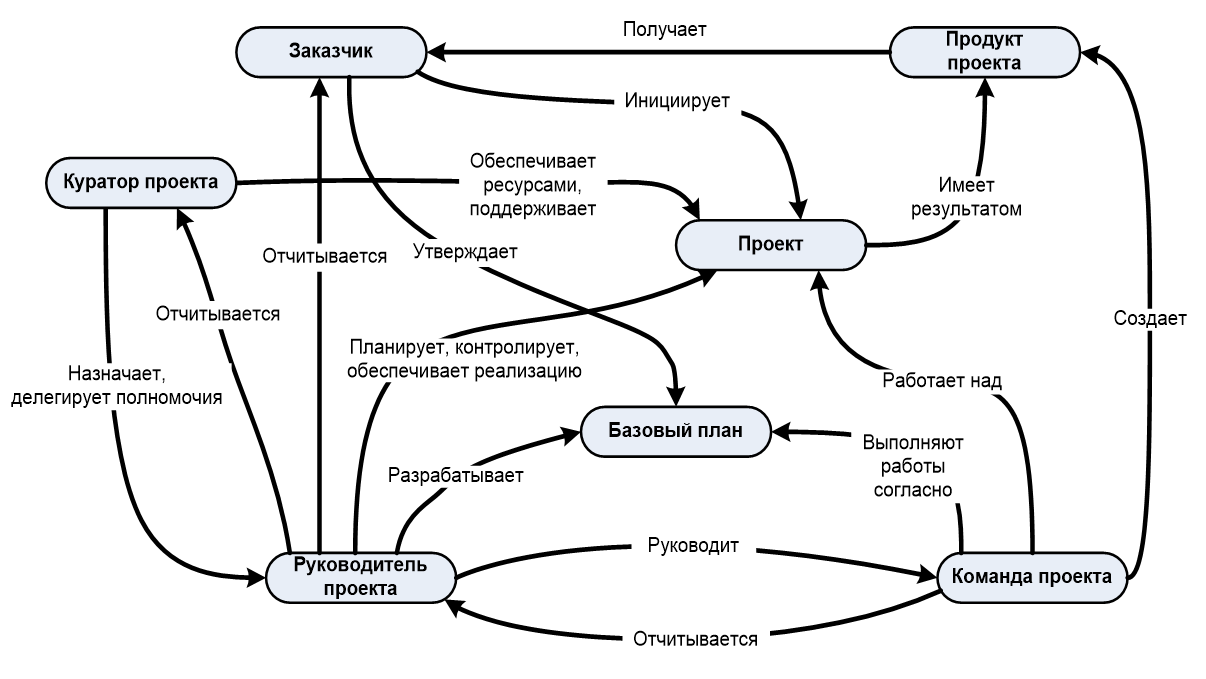 Получает
Заказчик
Продукт
проекта
Инициирует
Куратор проекта
Обеспечивает
ресурсами,
поддерживает
Имеет
результатом
Проект
Отчитывается
Утверждает
Отчитывается
Создает
Планирует, контролирует,
обеспечивает реализацию
Назначает,
делегирует полномочия
Работает над
Базовый план
Выполняют
работы
согласно
Разрабатывает
Руководит
Руководитель
проекта
Команда проекта
Отчитывается